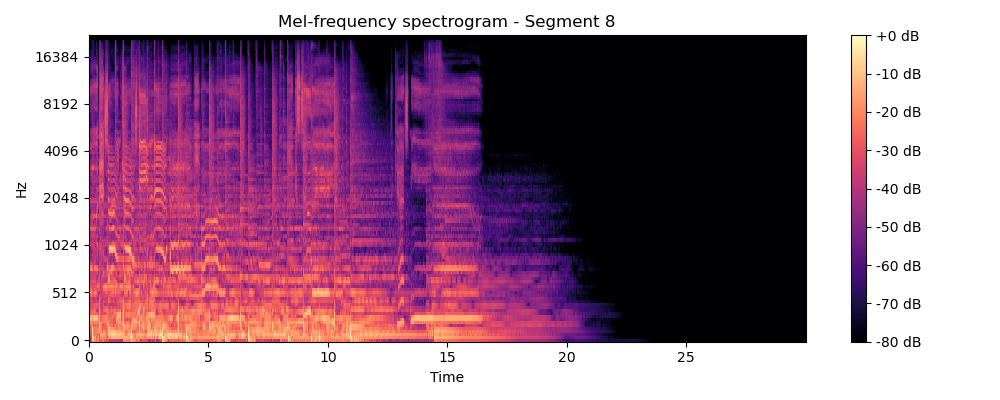 Mel-frequency spectrogram - Segment 8
16384
8192
4096
2048
1024
512
0
Hz
0 5 10 15 20 25
Time
+0 dB
-10 dB
-20 dB
-30 dB
-40 dB
-50 dB
-60 dB
-70 dB
-80 dB